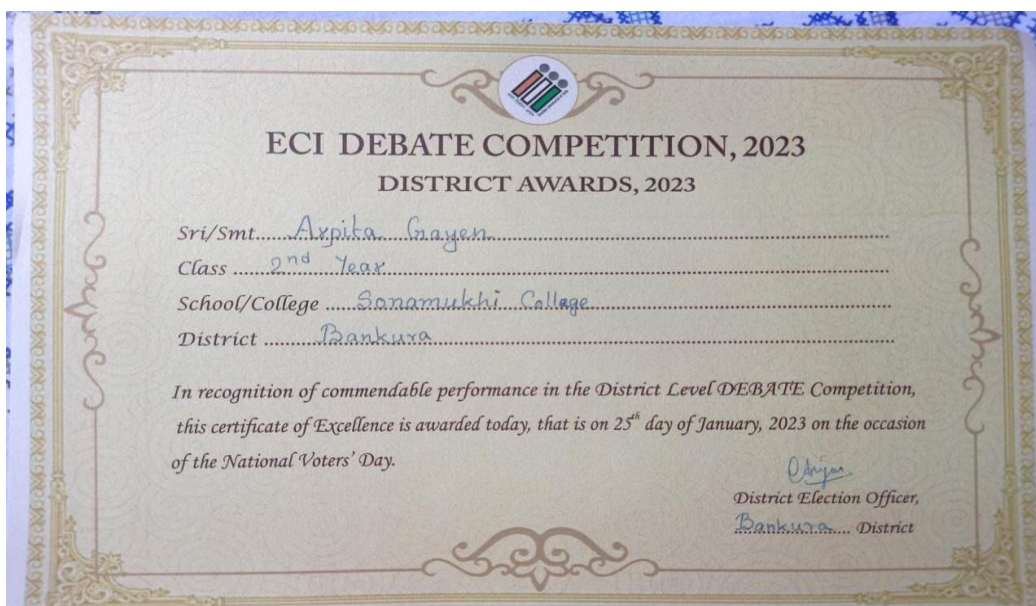 ECI DEBATE COMPETITION, 2023
DISTRICT AWARDS, 2023
Sri/Smt.....Arpita Gayen.....
Class .....2nd Year.....
School/College .....Sonamukhi College.....
District .....Bankura.....
In recognition of commendable performance in the District Level DEBATE Competition,
this certificate of Excellence is awarded today, that is on 25th day of January, 2023 on the occasion
of the National Voters' Day.
District Election Officer,
Bankura.... District